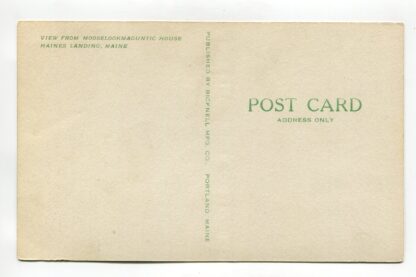 VIEW FROM MOOSELOOKMAGUNTIC HOUSE
HAINES LANDING, MAINE
PUBLISHED BY BICKNELL MFG. CO., PORTLAND MAINE
POST CARD
ADDRESS ONLY